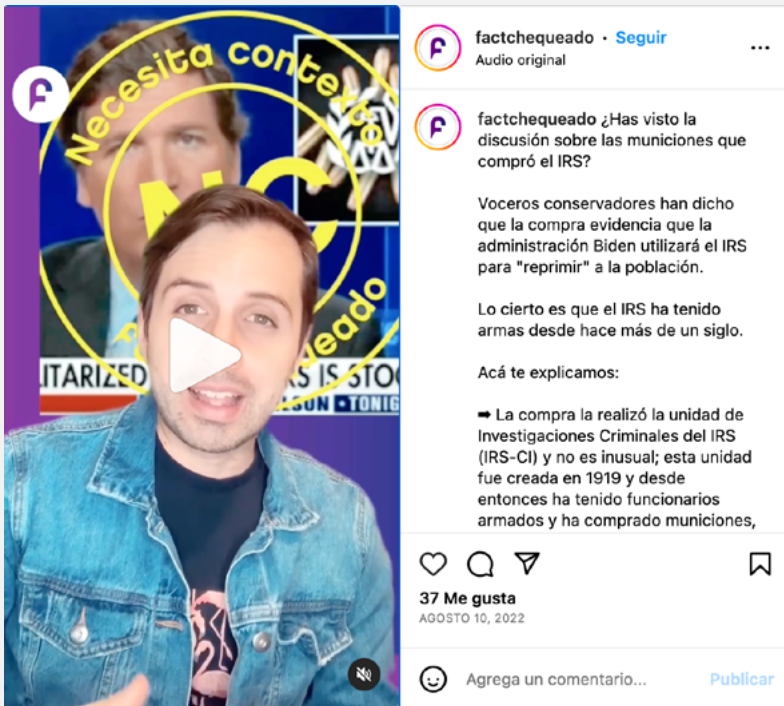 Necesita contexto
NC
ITARIZED
S IS STO
TONIG
factchequeado • Seguir
Audio original
factchequeado ¿Has visto la
discusión sobre las municiones que
compró el IRS?
Voceros conservadores han dicho
que la compra evidencia que la
administración Biden utilizará el IRS
para "reprimir" a la población.
Lo cierto es que el IRS ha tenido
armas desde hace más de un siglo.
Acá te explicamos:
➡ La compra la realizó la unidad de
Investigaciones Criminales del IRS
(IRS-CI) y no es inusual; esta unidad
fue creada en 1919 y desde
entonces ha tenido funcionarios
armados y ha comprado municiones,
37 Me gusta
AGOSTO 10, 2022
Agrega un comentario...
Publicar